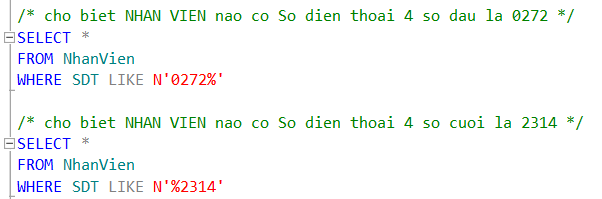 /* cho biet NHAN VIEN nao co So dien thoai 4 so dau la 0272 */
SELECT *
FROM NhanVien
WHERE SDT LIKE N'0272%'
/* cho biet NHAN VIEN nao co So dien thoai 4 so cuoi la 2314 */
SELECT *
FROM NhanVien
WHERE SDT LIKE N'%2314'